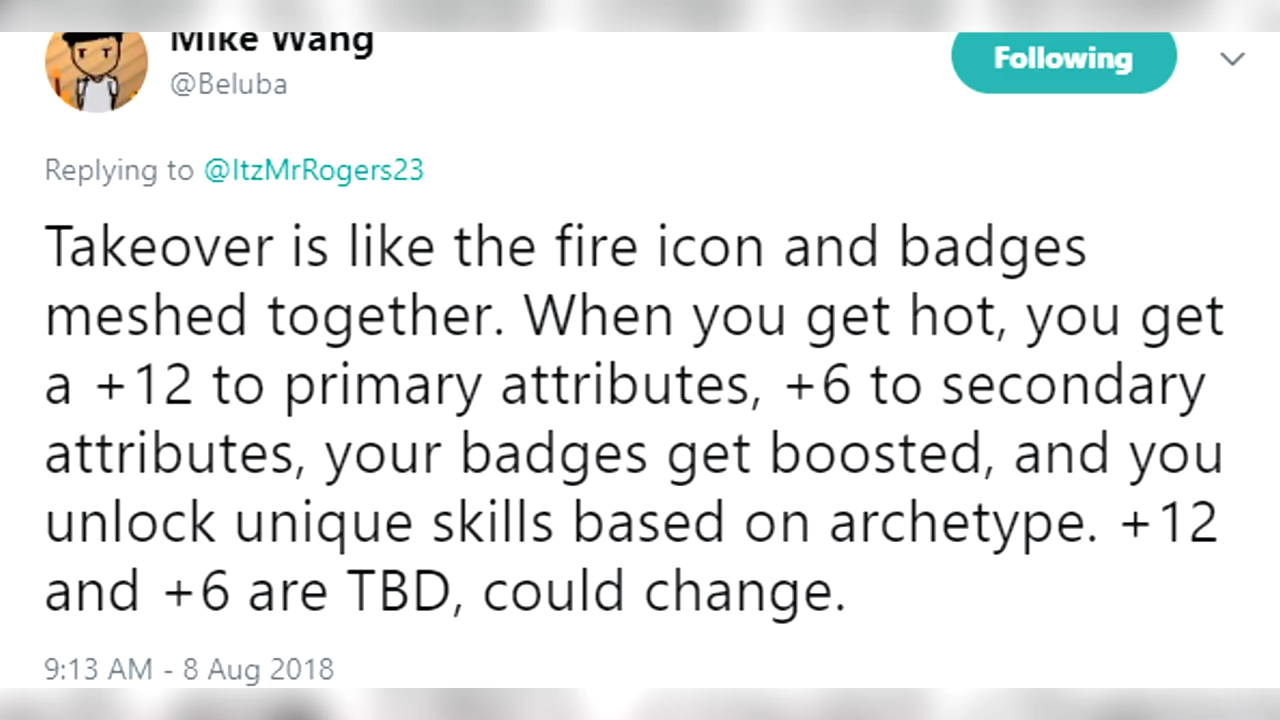 Mike Wang
@Beluba
Following
Replying to @ItzMrRogers23
Takeover is like the fire icon and badges
meshed together. When you get hot, you get
a +12 to primary attributes, +6 to secondary
attributes, your badges get boosted, and you
unlock unique skills based on archetype. +12
and +6 are TBD, could change.
9:13 AM - 8 Aug 2018